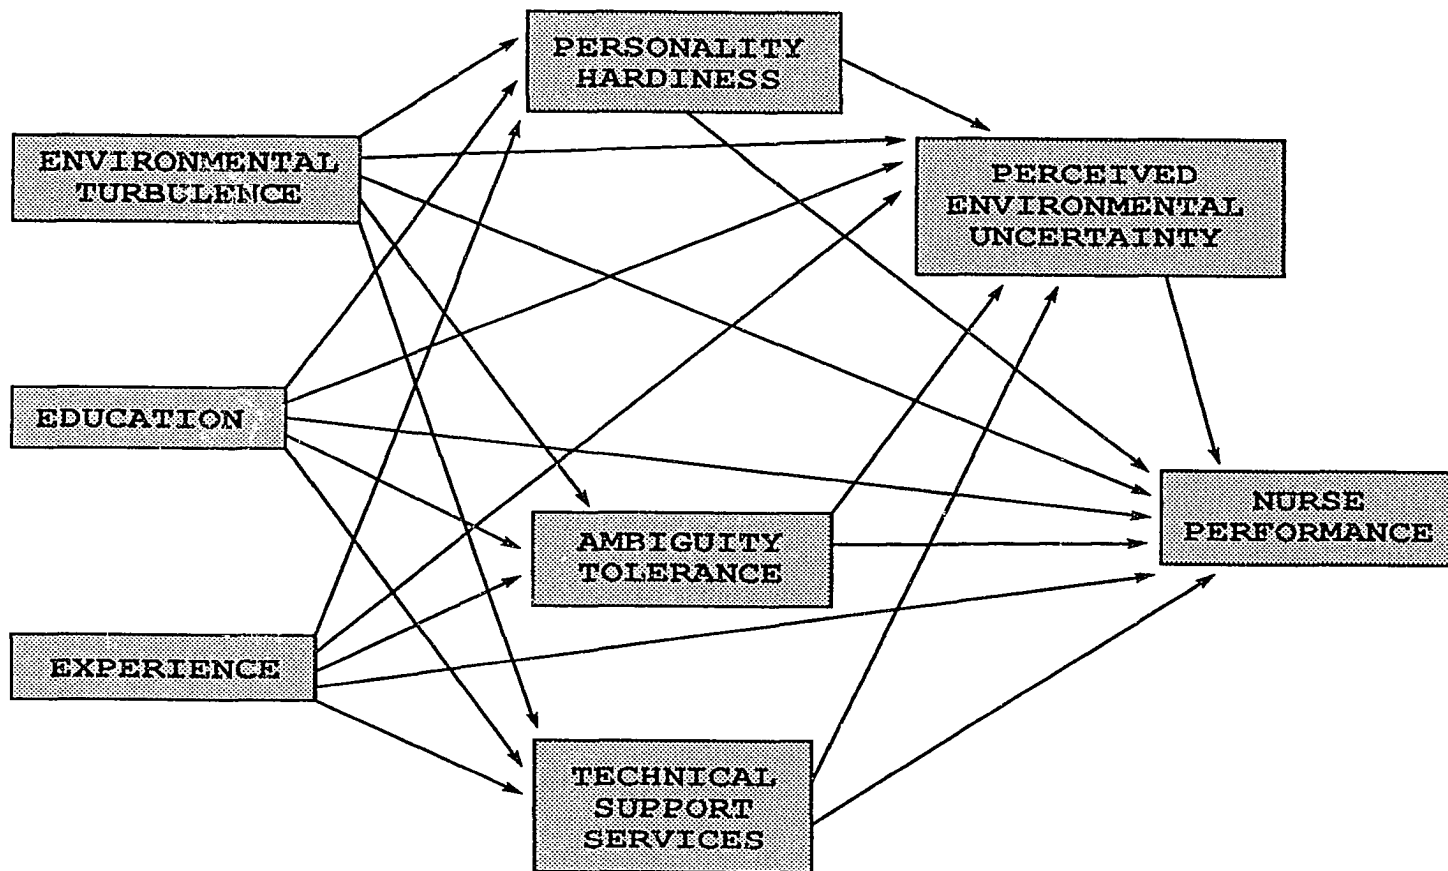 PERSONALITY
HARDINESS
ENVIRONMENTAL
TURBULENCE
PERCEIVED
ENVIRONMENTAL
UNCERTAINTY
EDUCATION
NURSE
PERFORMANCE
AMBIGUITY
TOLERANCE
EXPERIENCE
TECHNICAL
SUPPORT
SERVICES